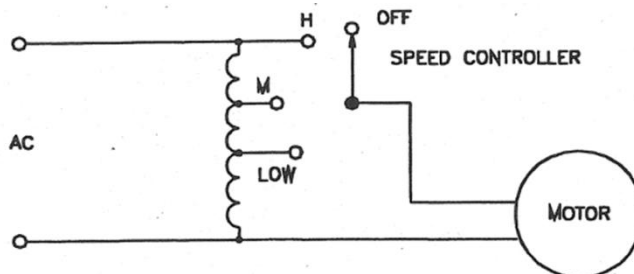 H
OFF
SPEED CONTROLLER
M
AC
LOW
MOTOR